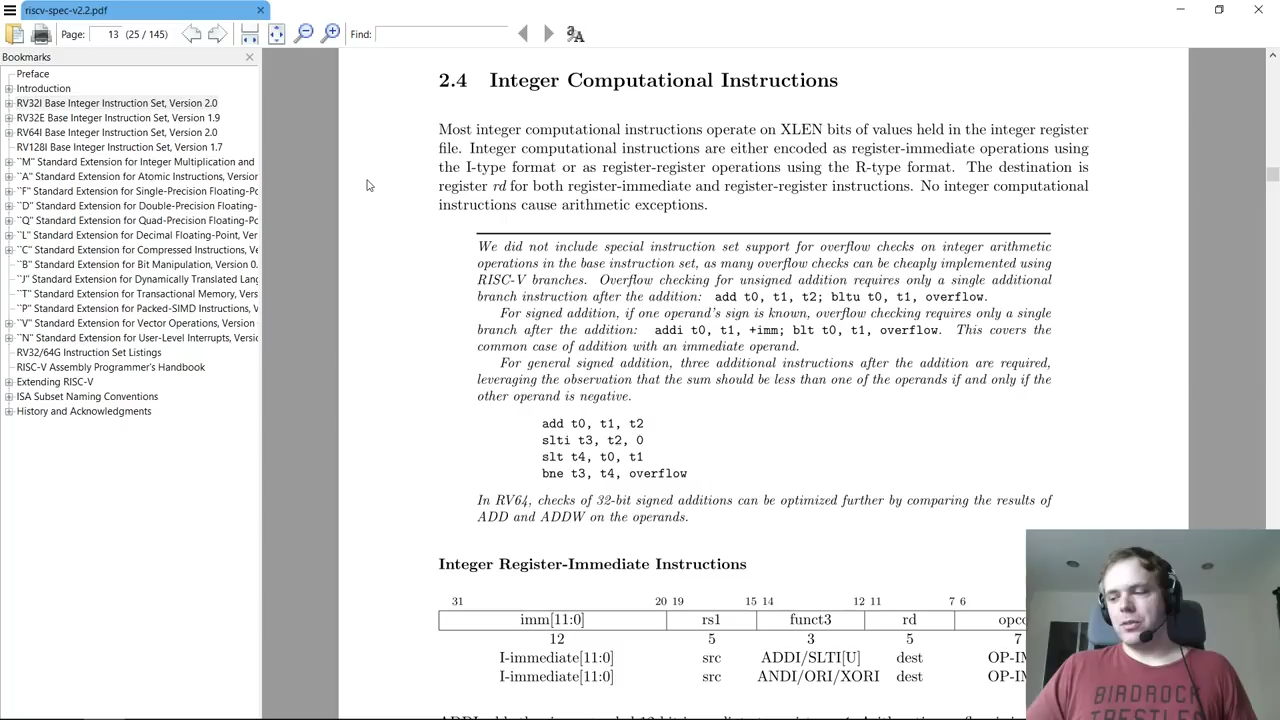 riscv-spec-v2.2.pdf
Page: 13 (25 / 145) Find:
Bookmarks
Preface
Introduction
RV32I Base Integer Instruction Set, Version 2.0
RV32E Base Integer Instruction Set, Version 1.9
RV64I Base Integer Instruction Set, Version 2.0
RV128I Base Integer Instruction Set, Version 1.7
``M'' Standard Extension for Integer Multiplication and
``A'' Standard Extension for Atomic Instructions, Version
``F'' Standard Extension for Single-Precision Floating-Po
``D'' Standard Extension for Double-Precision Floating-
``Q'' Standard Extension for Quad-Precision Floating-Po
``L'' Standard Extension for Decimal Floating-Point, Ver
``C'' Standard Extension for Compressed Instructions, Ve
``B'' Standard Extension for Bit Manipulation, Version 0.
``J'' Standard Extension for Dynamically Translated Lang
``T'' Standard Extension for Transactional Memory, Vers
``P'' Standard Extension for Packed-SIMD Instructions, V
``V'' Standard Extension for Vector Operations, Version
``N'' Standard Extension for User-Level Interrupts, Versio
RV32/64G Instruction Set Listings
RISC-V Assembly Programmer's Handbook
Extending RISC-V
ISA Subset Naming Conventions
History and Acknowledgments
2.4 Integer Computational Instructions
Most integer computational instructions operate on XLEN bits of values held in the integer register
file. Integer computational instructions are either encoded as register-immediate operations using
the I-type format or as register-register operations using the R-type format. The destination is
register rd for both register-immediate and register-register instructions. No integer computational
instructions cause arithmetic exceptions.
We did not include special instruction set support for overflow checks on integer arithmetic
operations in the base instruction set, as many overflow checks can be cheaply implemented using
RISC-V branches. Overflow checking for unsigned addition requires only a single additional
branch instruction after the addition: add t0, t1, t2; bltu t0, t1, overflow.
For signed addition, if one operand's sign is known, overflow checking requires only a single
branch after the addition: addi t0, t1, +imm; blt t0, t1, overflow. This covers the
common case of addition with an immediate operand.
For general signed addition, three additional instructions after the addition are required,
leveraging the observation that the sum should be less than one of the operands if and only if the
other operand is negative.
add t0, t1, t2
slti t3, t2, 0
slt t4, t0, t1
bne t3, t4, overflow
In RV64, checks of 32-bit signed additions can be optimized further by comparing the results of
ADD and ADDW on the operands.
Integer Register-Immediate Instructions
31 20 19 15 14 12 11 7 6
imm[11:0] rs1 funct3 rd opco
12 5 3 5 7
I-immediate[11:0] src ADDI/SLTI[U] dest OP-IM
I-immediate[11:0] src ANDI/ORI/XORI dest OP-IM
BIRDROCK